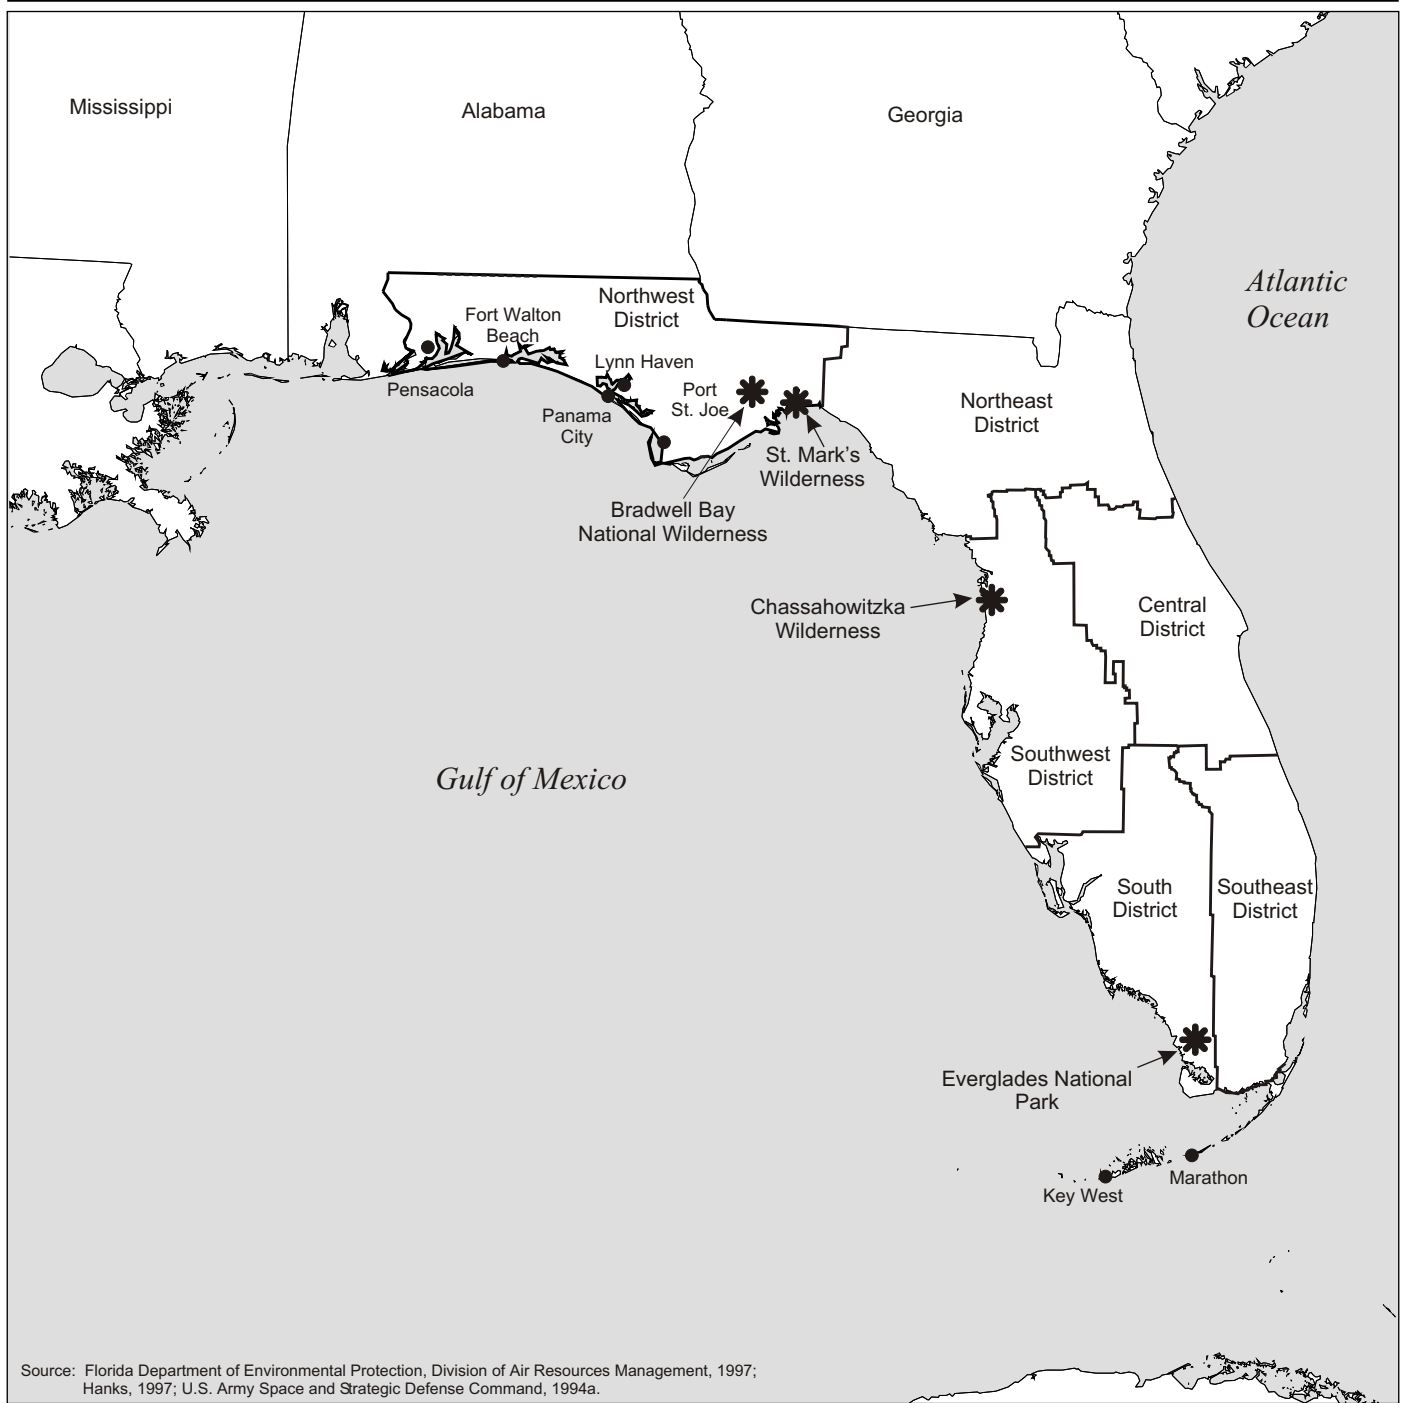 Mississippi
Alabama
Georgia
Atlantic
Ocean
Northwest
District
Fort Walton
Beach
Lynn Haven
Pensacola
Port
St. Joe
Panama
City
Northeast
District
St. Mark's
Wilderness
Bradwell Bay
National Wilderness
Chassahowitzka
Wilderness
Central
District
Southwest
District
Gulf of Mexico
South
District
Southeast
District
Everglades National
Park
Marathon
Key West
Source: Florida Department of Environmental Protection, Division of Air Resources Management, 1997;
Hanks, 1997; U.S. Army Space and Strategic Defense Command, 1994a.